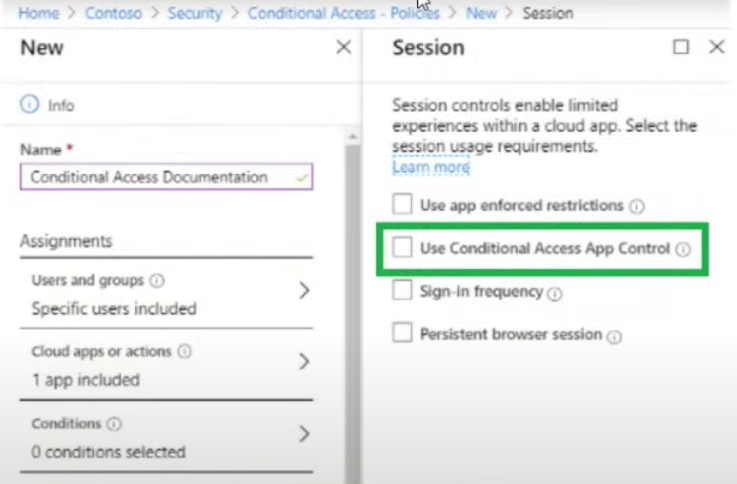 Home > Contoso > Security > Conditional Access - Policies > New > Session
New
Info
Name *
Conditional Access Documentation
Assignments
Users and groups
Specific users included
Cloud apps or actions
1 app included
Conditions
0 conditions selected
Session
Session controls enable limited
experiences within a cloud app. Select the
session usage requirements.
Learn more
Use app enforced restrictions
Use Conditional Access App Control
Sign-in frequency
Persistent browser session